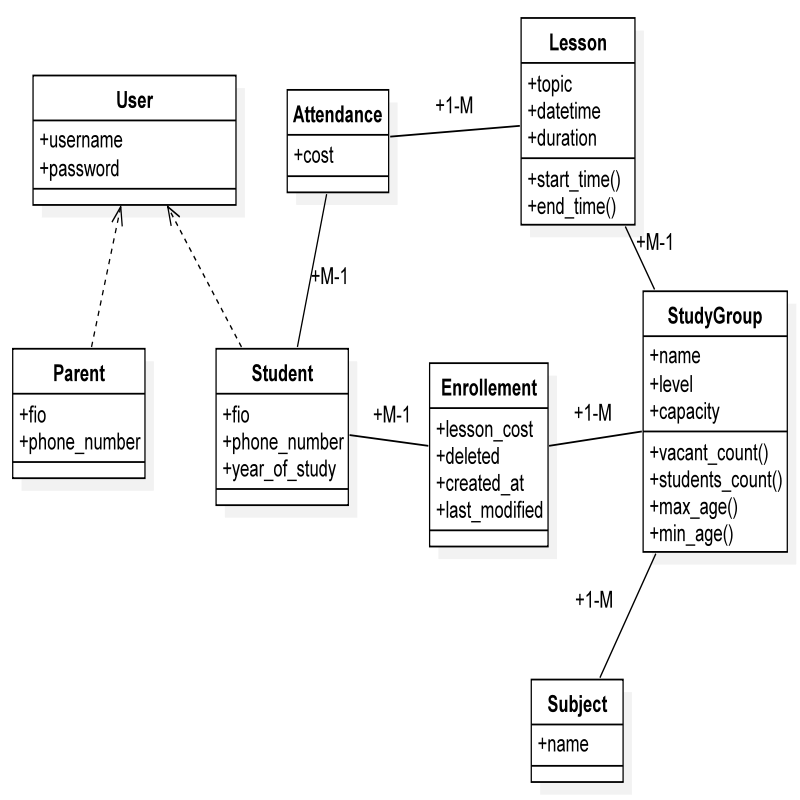 User
+username
+password
Attendance
+cost
+1-M
Lesson
+topic
+datetime
+duration
+start_time()
+end_time()
+M-1
+M-1
StudyGroup
+name
+level
+capacity
+vacant_count()
+students_count()
+max_age()
+min_age()
Parent
+fio
+phone_number
Student
+fio
+phone_number
+year_of_study
+M-1
Enrollement
+lesson_cost
+deleted
+created_at
+last_modified
+1-M
+1-M
Subject
+name